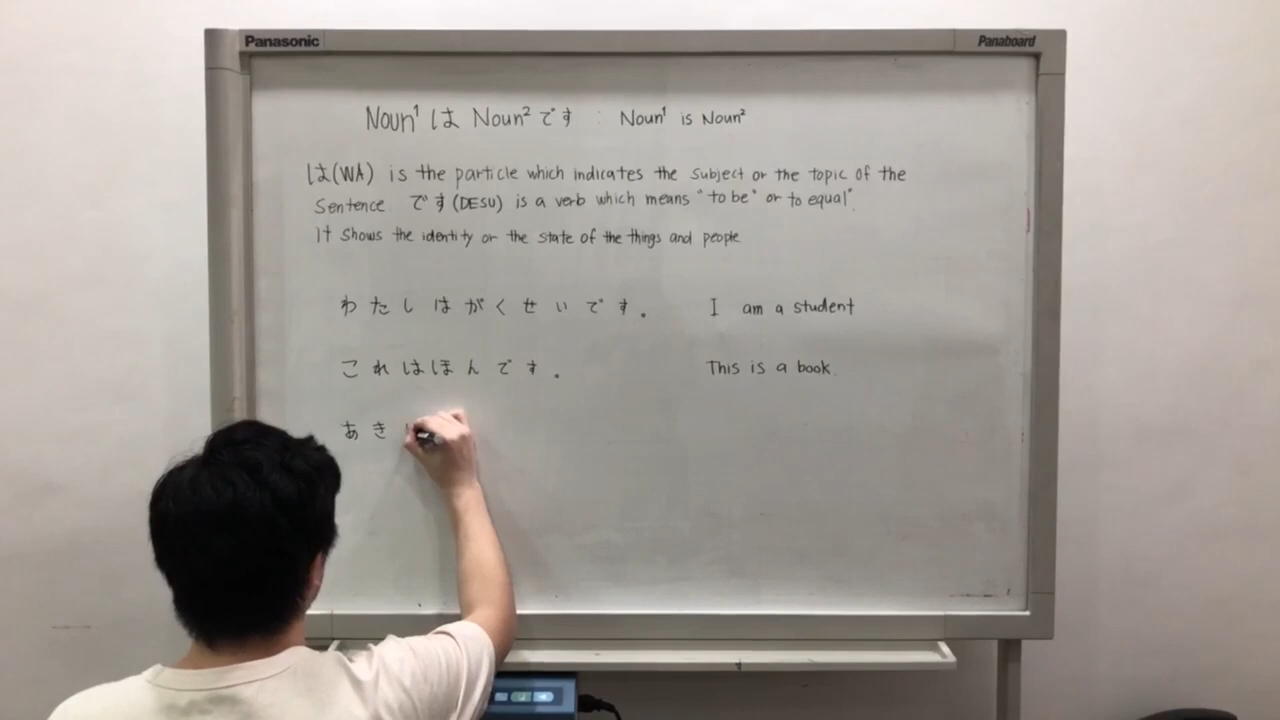 Panasonic
Panaboard
Noun¹ は Noun² です : Noun¹ is Noun²
は(WA) is the particle which indicates the subject or the topic of the
Sentence です(DESU) is a verb which means "to be" or to equal".
It shows the identity or the state of the things and people
わたしはがくせいです。 I am a student
これはほんです。 This is a book.
あき